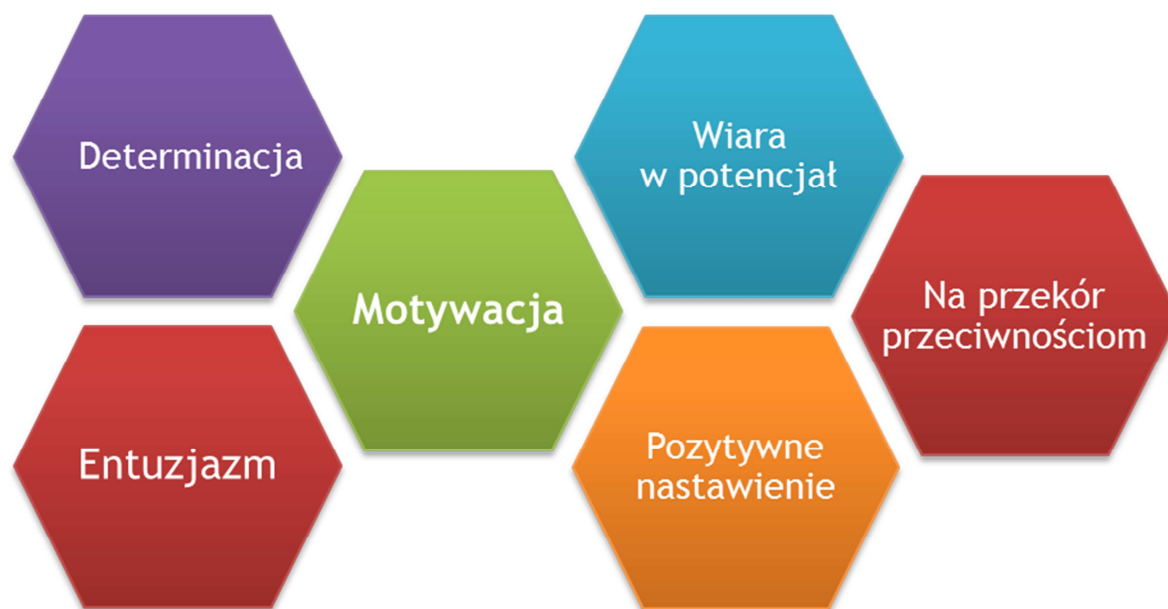 Determinacja
Wiara
w potencjał
Motywacja
Na przekór
przeciwnościom
Entuzjazm
Pozytywne
nastawienie